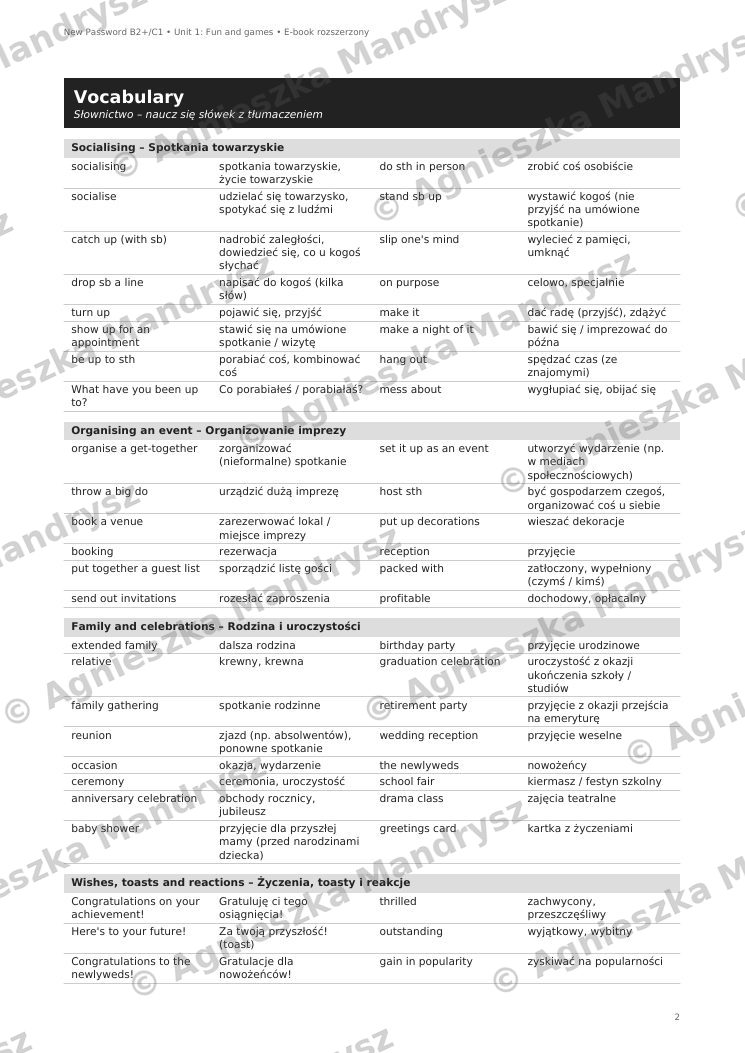 New Password B2+/C1 • Unit 1: Fun and games • E-book rozszerzony
Vocabulary
Słownictwo – naucz się słówek z tłumaczeniem
Socialising – Spotkania towarzyskie
socialising
spotkania towarzyskie,
życie towarzyskie
do sth in person
zrobić coś osobiście
socialise
udzielać się towarzysko,
spotykać się z ludźmi
stand sb up
wystawić kogoś (nie
przyjść na umówione
spotkanie)
catch up (with sb)
nadrobić zaległości,
dowiedzieć się, co u kogoś
słychać
slip one's mind
wylecieć z pamięci,
umknąć
drop sb a line
napisać do kogoś (kilka
słów)
on purpose
celowo, specjalnie
turn up
pojawić się, przyjść
make it
dać radę (przyjść), zdążyć
show up for an
appointment
stawić się na umówione
spotkanie / wizytę
make a night of it
bawić się / imprezować do
późna
be up to sth
porabiać coś, kombinować
coś
hang out
spędzać czas (ze
znajomymi)
What have you been up
to?
Co porabiałeś / porabiałaś?
mess about
wygłupiać się, obijać się
Organising an event – Organizowanie imprezy
organise a get-together
zorganizować
(nieformalne) spotkanie
set it up as an event
utworzyć wydarzenie (np.
w mediach
społecznościowych)
throw a big do
urządzić dużą imprezę
host sth
być gospodarzem czegoś,
organizować coś u siebie
book a venue
zarezerwować lokal /
miejsce imprezy
put up decorations
wieszać dekoracje
booking
rezerwacja
reception
przyjęcie
put together a guest list
sporządzić listę gości
packed with
zatłoczony, wypełniony
(czymś / kimś)
send out invitations
rozesłać zaproszenia
profitable
dochodowy, opłacalny
Family and celebrations – Rodzina i uroczystości
extended family
dalsza rodzina
birthday party
przyjęcie urodzinowe
relative
krewny, krewna
graduation celebration
uroczystość z okazji
ukończenia szkoły /
studiów
family gathering
spotkanie rodzinne
retirement party
przyjęcie z okazji przejścia
na emeryturę
reunion
zjazd (np. absolwentów),
ponowne spotkanie
wedding reception
przyjęcie weselne
occasion
okazja, wydarzenie
the newlyweds
nowożeńcy
ceremony
ceremonia, uroczystość
school fair
kiermasz / festyn szkolny
anniversary celebration
obchody rocznicy,
jubileusz
drama class
zajęcia teatralne
baby shower
przyjęcie dla przyszłej
mamy (przed narodzinami
dziecka)
greetings card
kartka z życzeniami
Wishes, toasts and reactions – Życzenia, toasty i reakcje
Congratulations on your
achievement!
Gratuluję ci tego
osiągnięcia!
thrilled
zachwycony,
przeszczęśliwy
Here's to your future!
Za twoją przyszłość!
(toast)
outstanding
wyjątkowy, wybitny
Congratulations to the
newlyweds!
Gratulacje dla
nowożeńców!
gain in popularity
zyskiwać na popularności
2
© Agnieszka Mandrysz